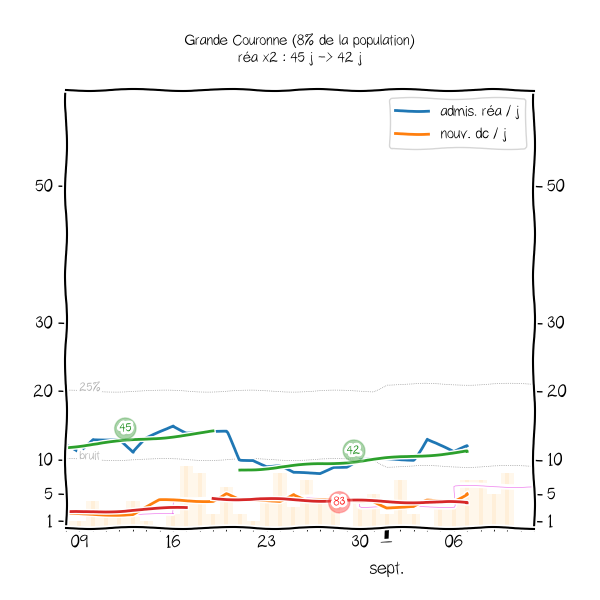 Grande Couronne (8% de la population)
réa x2 : 45 j -> 42 j
admis. réa / j
nouv. dc / j
50
50
30
30
25%
20
20
45
42
bruit
10
10
83
5
5
1
1
09 16 23 30 1 06
sept.